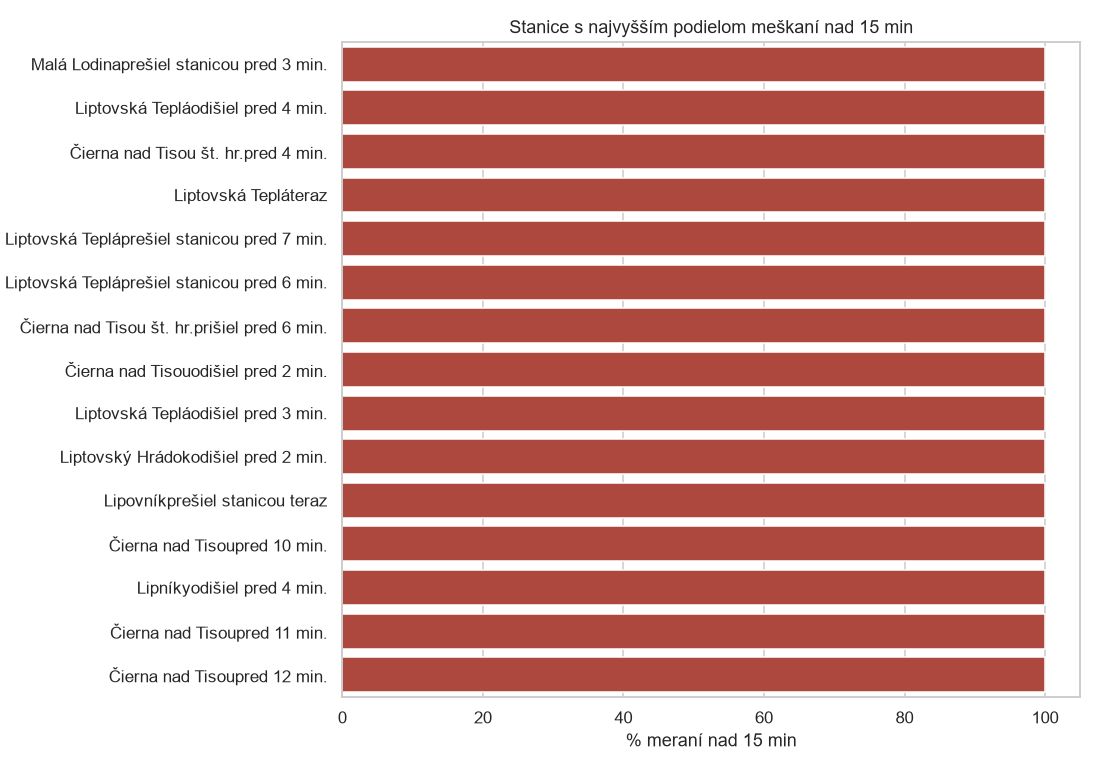 Stanice s najvyšším podielom meškaní nad 15 min
Malá Lodinaprešiel stanicou pred 3 min.
Liptovská Tepláodišiel pred 4 min.
Čierna nad Tisou št. hr.pred 4 min.
Liptovská Tepláteraz
Liptovská Tepláprešiel stanicou pred 7 min.
Liptovská Tepláprešiel stanicou pred 6 min.
Čierna nad Tisou št. hr.prišiel pred 6 min.
Čierna nad Tisouodišiel pred 2 min.
Liptovská Tepláodišiel pred 3 min.
Liptovský Hrádokodišiel pred 2 min.
Lipovníkprešiel stanicou teraz
Čierna nad Tisoupred 10 min.
Lipníkyodišiel pred 4 min.
Čierna nad Tisoupred 11 min.
Čierna nad Tisoupred 12 min.
0 20 40 60 80 100
% meraní nad 15 min